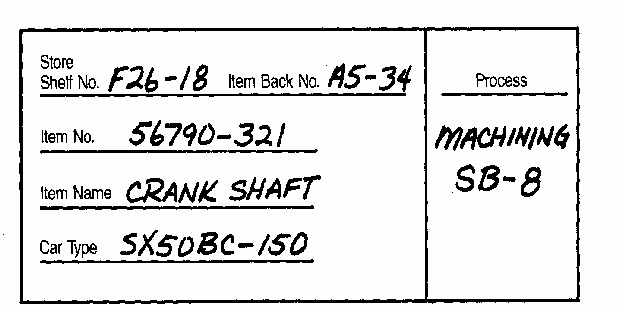 Store
Shelf No. F26-18 Item Back No. A5-34
Item No. 56790-321
Item Name CRANK SHAFT
Car Type SX50BC-150
Process
MACHINING
SB-8